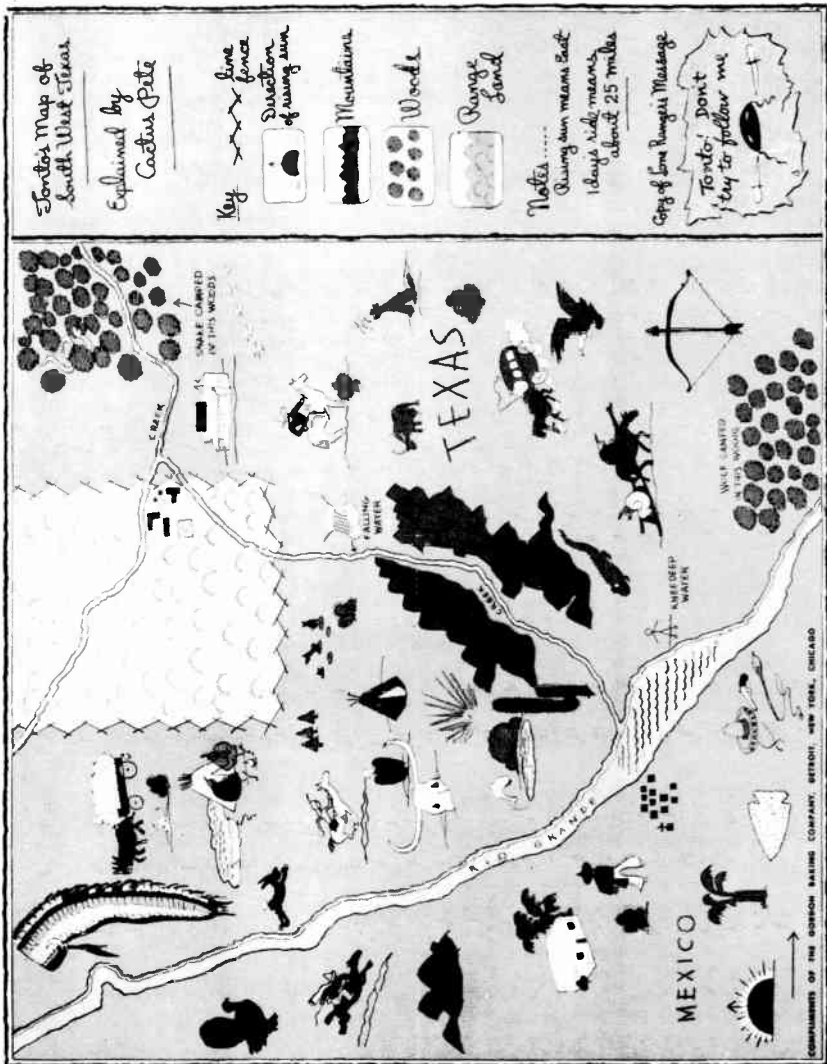 Tonto's Map of
South West Texas
Explained by
Cactus Pete
Key
line
fence
Direction
of rising sun
Mountains
Woods
Range
Land
Notes .....
Rising sun means East
1 days ride means
about 25 miles
Copy of Lone Ranger's Message
Tonto! Don't
try to follow me
CREEK
SNAKE CAMPED
IN THIS WOODS
TEXAS
FALLING
WATER
CREEK
KNEEDEEP
WATER
WOLF CAMPED
IN THIS WOODS
RIO GRANDE
MEXICO
COMPLIMENTS OF THE GORDON BAKING COMPANY, DETROIT, NEW YORK, CHICAGO